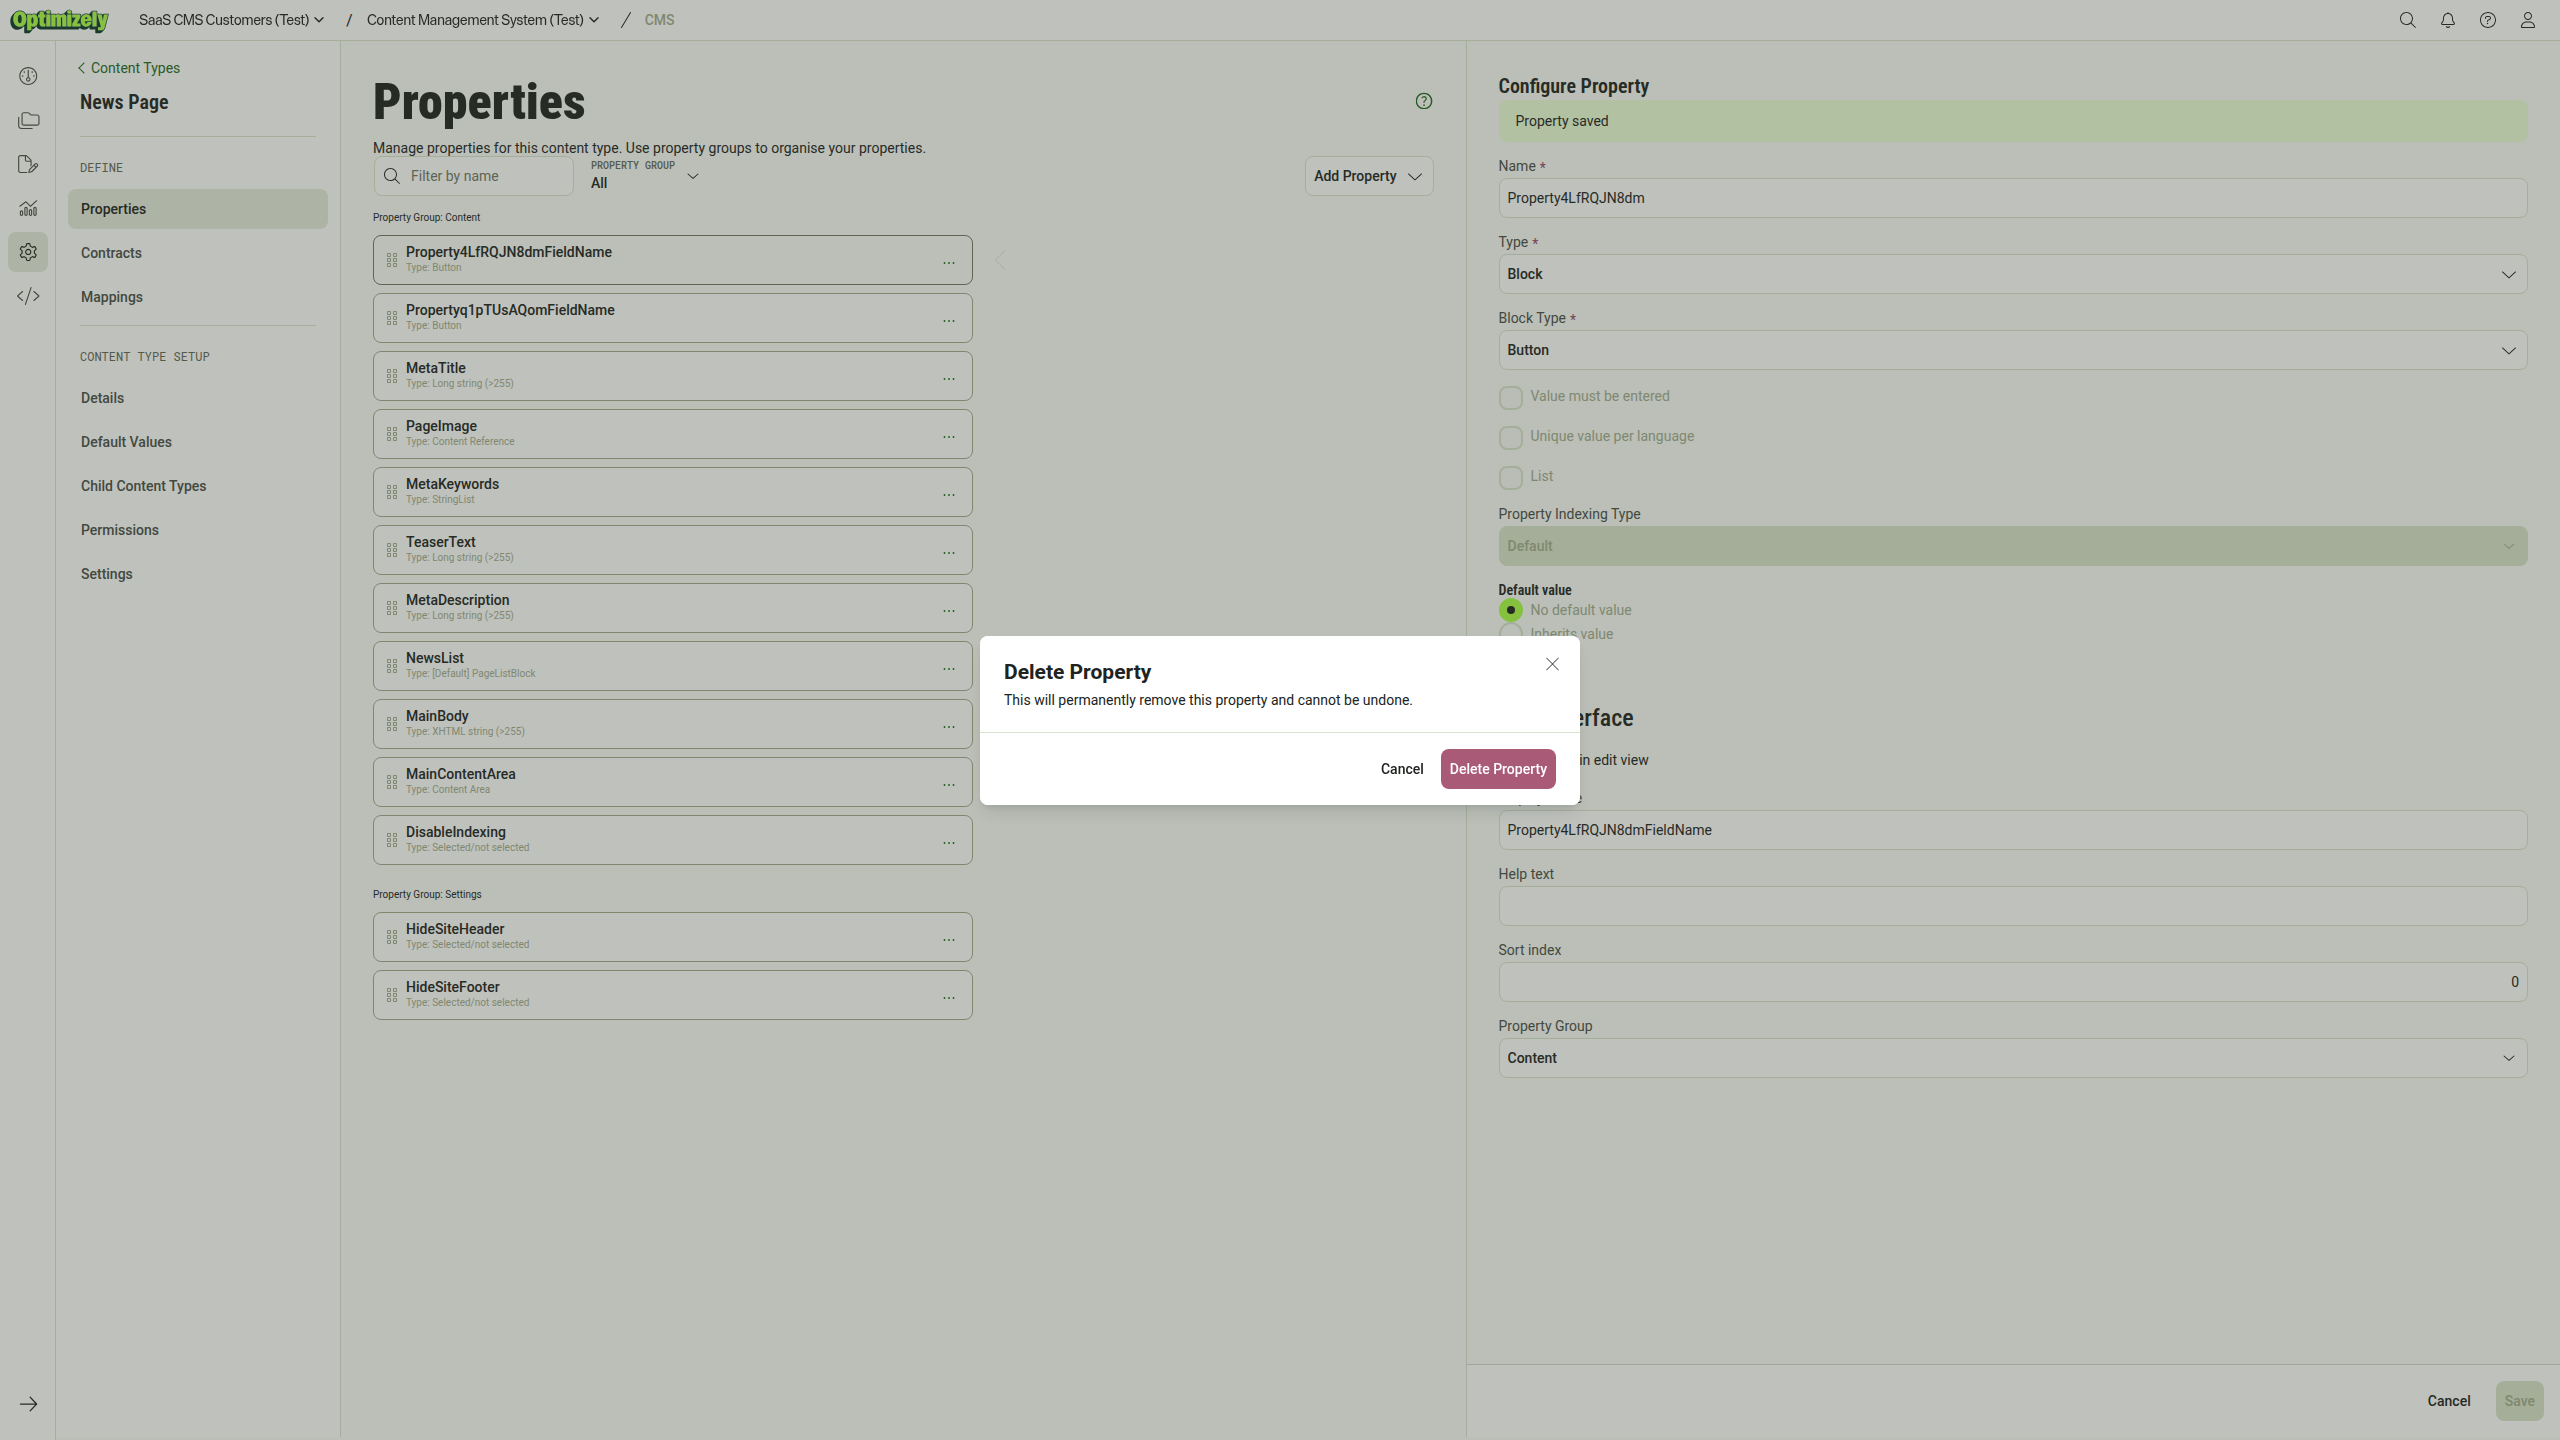 Optimizely
SaaS CMS Customers (Test) / Content Management System (Test) / CMS
Content Types
News Page
DEFINE
Properties
Contracts
Mappings
CONTENT TYPE SETUP
Details
Default Values
Child Content Types
Permissions
Settings
Properties
Manage properties for this content type. Use property groups to organise your properties.
Filter by name
PROPERTY GROUP
All
Add Property
Property Group: Content
Property4LfRQJN8dmFieldName
Type: Button
Propertyq1pTUsAQomFieldName
Type: Button
MetaTitle
Type: Long string (>255)
PageImage
Type: Content Reference
MetaKeywords
Type: StringList
TeaserText
Type: Long string (>255)
MetaDescription
Type: Long string (>255)
NewsList
Type: [Default] PageListBlock
MainBody
Type: XHTML string (>255)
MainContentArea
Type: Content Area
DisableIndexing
Type: Selected/not selected
Property Group: Settings
HideSiteHeader
Type: Selected/not selected
HideSiteFooter
Type: Selected/not selected
Delete Property
This will permanently remove this property and cannot be undone.
Cancel
Delete Property
Configure Property
Property saved
Name *
Property4LfRQJN8dm
Type *
Block
Block Type *
Button
Value must be entered
Unique value per language
List
Property Indexing Type
Default
Default value
No default value
Inherits value
erface
in edit view
Property4LfRQJN8dmFieldName
Help text
Sort index
0
Property Group
Content
Cancel
Save